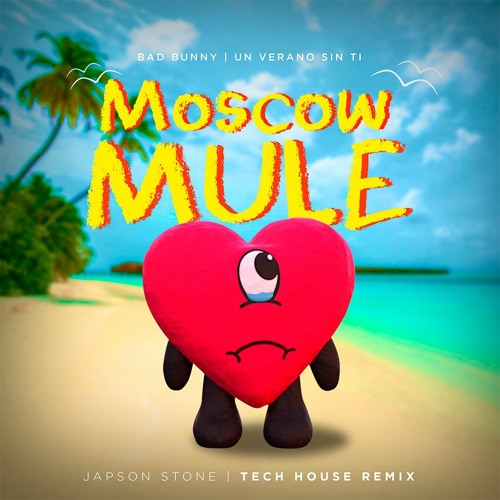 BAD BUNNY | UN VERANO SIN TI
MOSCOW
MULE
JAPSON STONE | TECH HOUSE REMIX